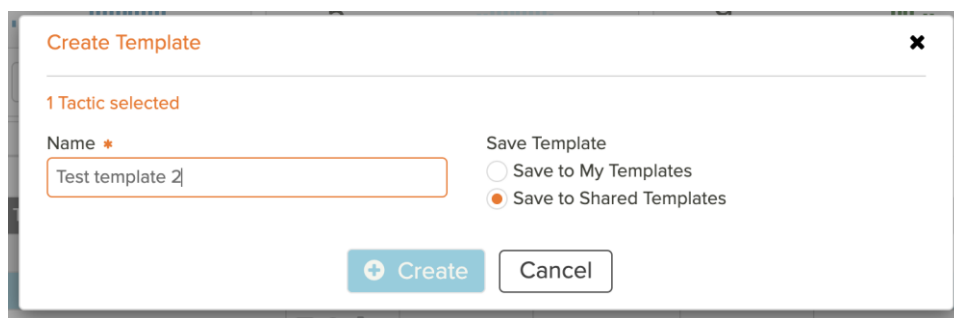 Create Template
1 Tactic selected
Name *
Test template 2
Save Template
Save to My Templates
Save to Shared Templates
Create
Cancel